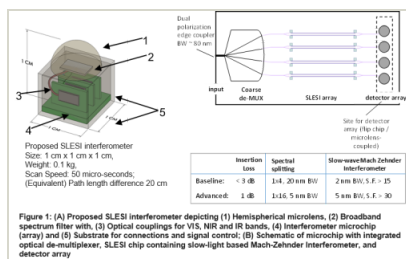 1
2
3
4
5
1 CM
1 CM
1 CM
Proposed SLESI interferometer
Size: 1 cm x 1 cm x 1 cm,
Weight: 0.1 kg,
Scan Speed: 50 micro-seconds;
(Equivalent) Path length difference 20 cm
Dual
polarization
edge coupler
BW ~ 80 nm
input
Coarse
de-MUX
SLESI array
detector array
Site for detector
array (flip chip /
microlens-
coupled)
Insertion Loss Spectral splitting Slow-wave Mach Zehnder Interferometer
Baseline: < 3 dB 1x4, 20 nm BW 2 nm BW, S.F. > 15
Advanced: 1 dB 1x16, 5 nm BW 5 nm BW, S.F. > 30
Figure 1: (A) Proposed SLESI interferometer depicting (1) Hemispherical microlens, (2) Broadband
spectrum filter with, (3) Optical couplings for VIS, NIR and IR bands, (4) Interferometer microchip
(array) and (5) Substrate for connections and signal control; (B) Schematic of microchip with integrated
optical de-multiplexer, SLESI chip containing slow-light based Mach-Zehnder Interferometer, and
detector array